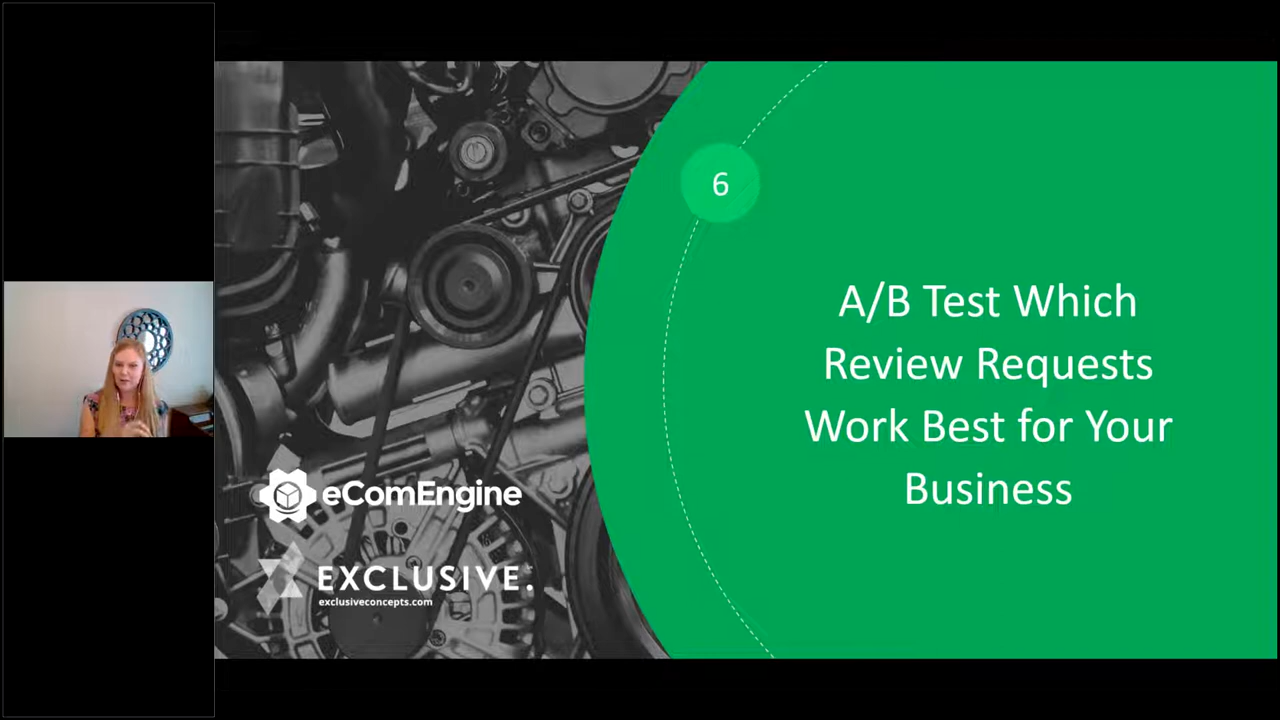 6
A/B Test Which
Review Requests
Work Best for Your
Business
eComEngine
EXCLUSIVE.
exclusiveconcepts.com